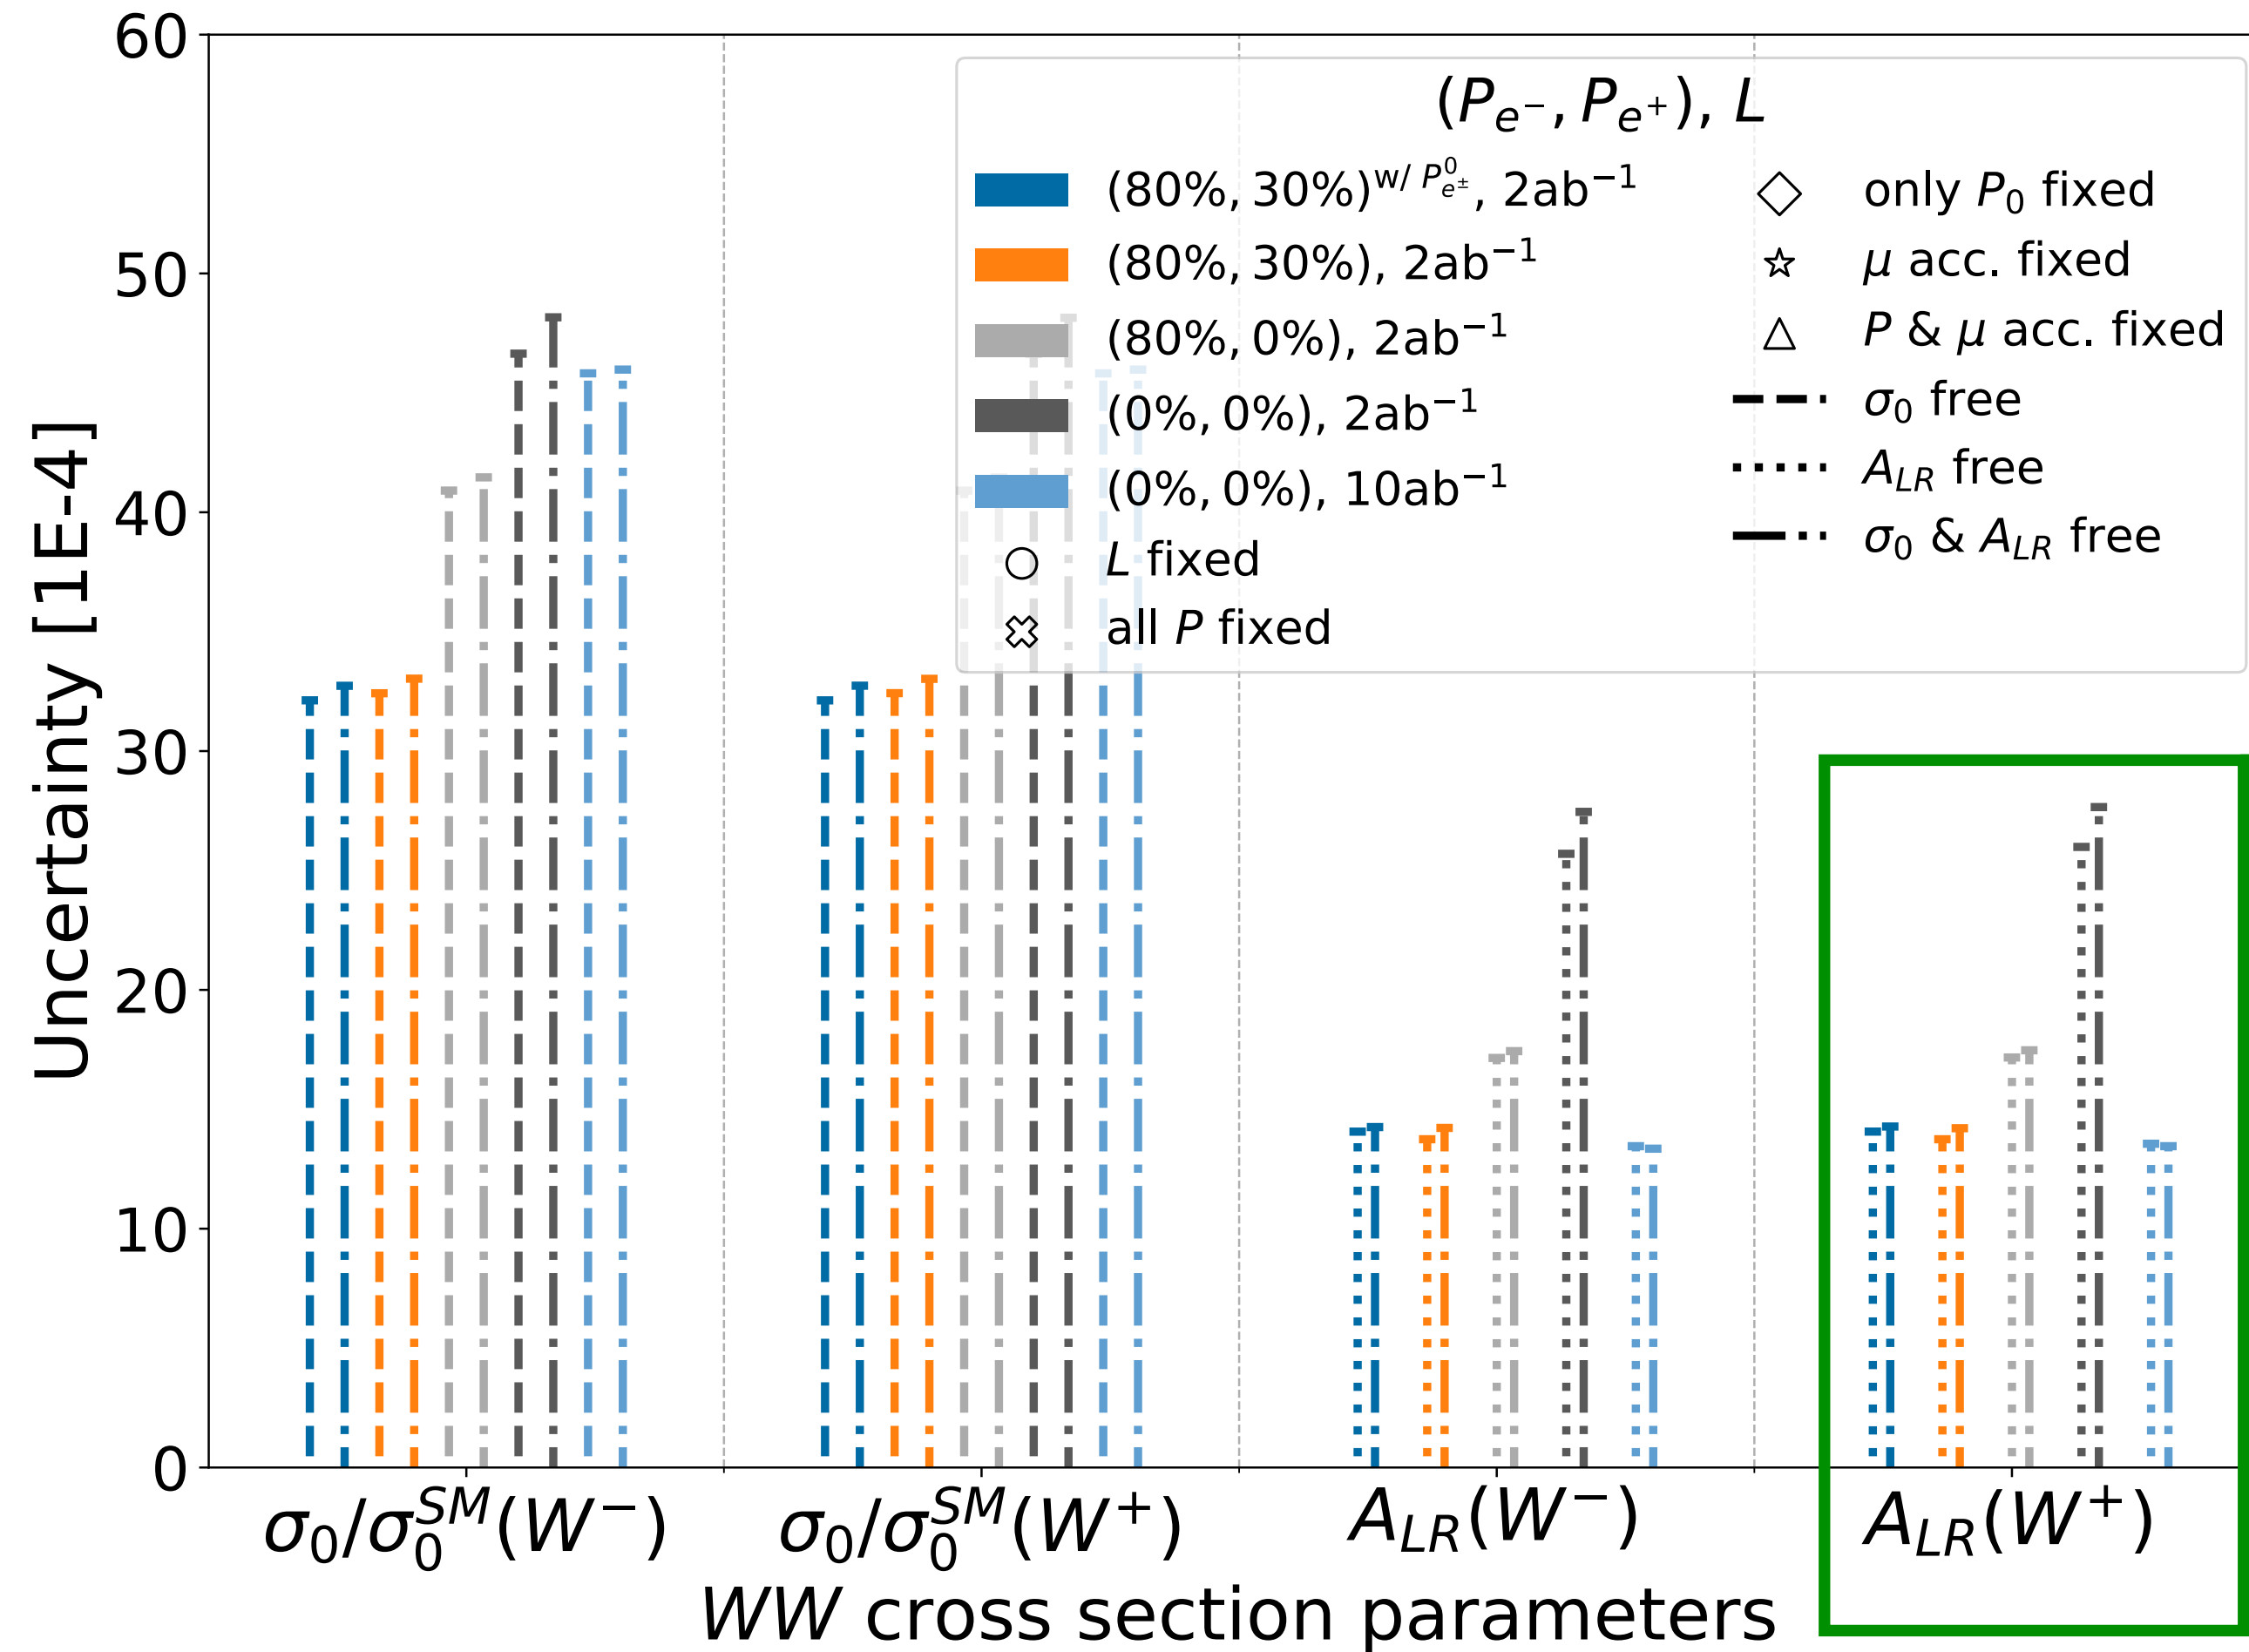 60
50
40
30
20
10
0
Uncertainty [1E-4]
(P_{e^-}, P_{e^+}), L
(80%, 30%)^{w/ P^0_{e^±}}, 2ab^{−1}
(80%, 30%), 2ab^{−1}
(80%, 0%), 2ab^{−1}
(0%, 0%), 2ab^{−1}
(0%, 0%), 10ab^{−1}
L fixed
all P fixed
only P_0 fixed
μ acc. fixed
P & μ acc. fixed
σ_0 free
A_{LR} free
σ_0 & A_{LR} free
σ_0/σ_0^{SM}(W^−) σ_0/σ_0^{SM}(W^+) A_{LR}(W^−) A_{LR}(W^+)
WW cross section parameters